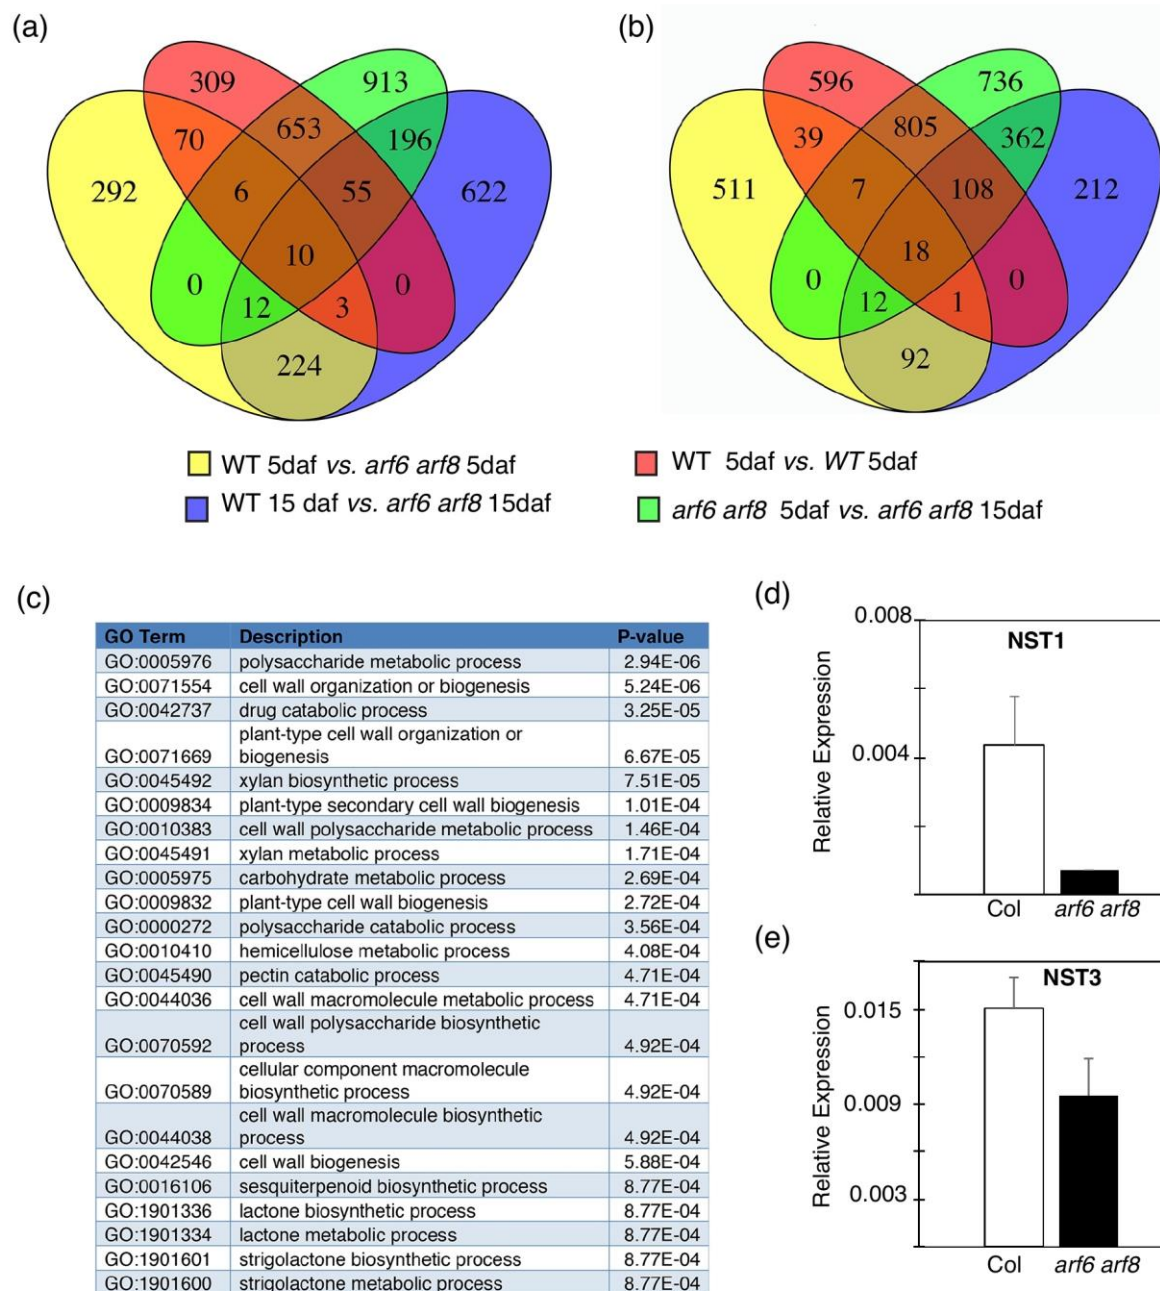 (a)
(b)
309
913
70
653
196
292
6
55
622
10
0
0
12
3
224
596
736
39
805
362
511
7
108
212
18
0
0
12
1
92
WT 5daf vs. arf6 arf8 5daf
WT 5daf vs. WT 5daf
WT 15 daf vs. arf6 arf8 15daf
arf6 arf8 5daf vs. arf6 arf8 15daf
(c)
GO Term Description P-value
GO:0005976 polysaccharide metabolic process 2.94E-06
GO:0071554 cell wall organization or biogenesis 5.24E-06
GO:0042737 drug catabolic process 3.25E-05
plant-type cell wall organization or
GO:0071669 biogenesis 6.67E-05
GO:0045492 xylan biosynthetic process 7.51E-05
GO:0009834 plant-type secondary cell wall biogenesis 1.01E-04
GO:0010383 cell wall polysaccharide metabolic process 1.46E-04
GO:0045491 xylan metabolic process 1.71E-04
GO:0005975 carbohydrate metabolic process 2.69E-04
GO:0009832 plant-type cell wall biogenesis 2.72E-04
GO:0000272 polysaccharide catabolic process 3.56E-04
GO:0010410 hemicellulose metabolic process 4.08E-04
GO:0045490 pectin catabolic process 4.71E-04
GO:0044036 cell wall macromolecule metabolic process 4.71E-04
cell wall polysaccharide biosynthetic
GO:0070592 process 4.92E-04
cellular component macromolecule
GO:0070589 biosynthetic process 4.92E-04
cell wall macromolecule biosynthetic
GO:0044038 process 4.92E-04
GO:0042546 cell wall biogenesis 5.88E-04
GO:0016106 sesquiterpenoid biosynthetic process 8.77E-04
GO:1901336 lactone biosynthetic process 8.77E-04
GO:1901334 lactone metabolic process 8.77E-04
GO:1901601 strigolactone biosynthetic process 8.77E-04
GO:1901600 strigolactone metabolic process 8.77E-04
(d)
0.008
NST1
0.004
Relative Expression
Col arf6 arf8
(e)
NST3
0.015
0.009
0.003
Relative Expression
Col arf6 arf8